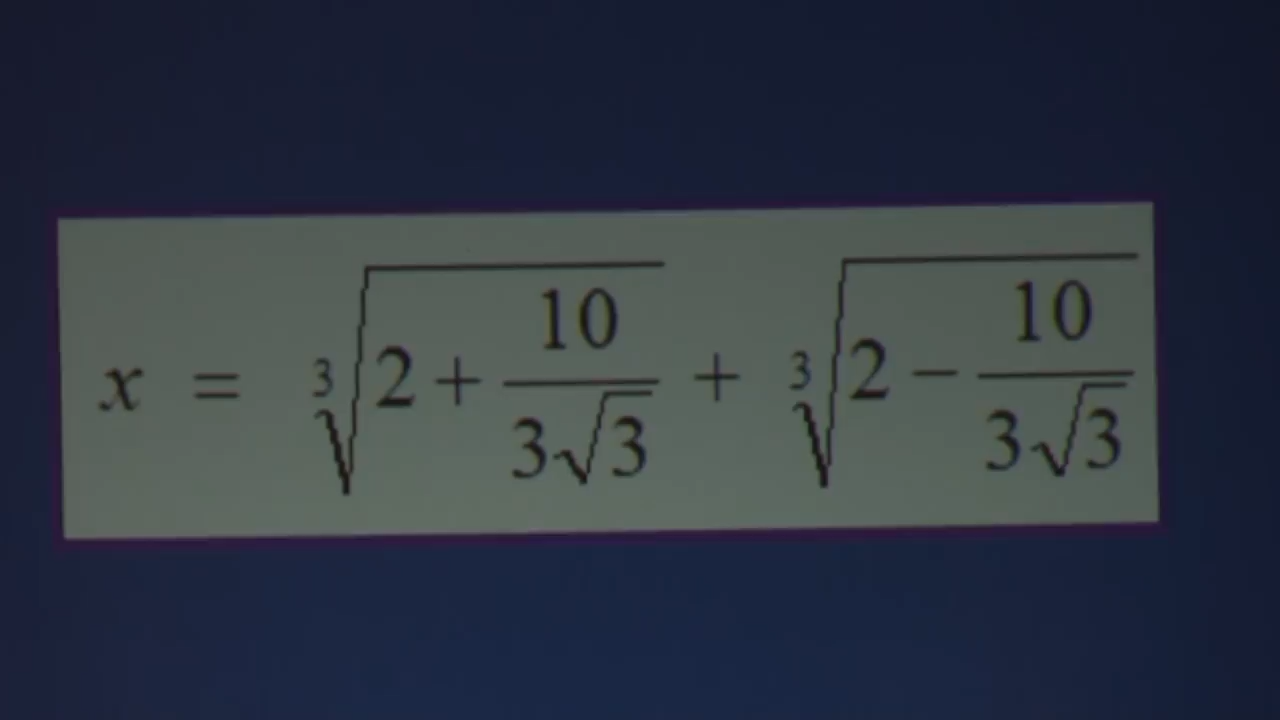 x = ∛(2 + 10/(3√3)) + ∛(2 − 10/(3√3))